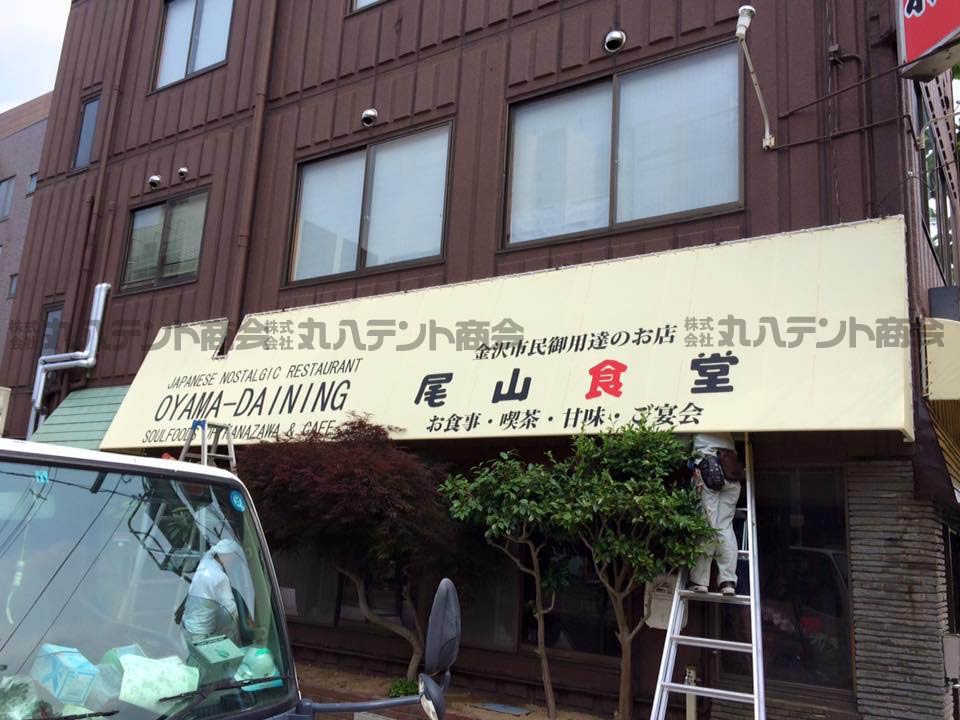 株式会社 丸八テント商会 株式会社 丸八テント商会 株式会社 丸八テント商会
JAPANESE NOSTALGIC RESTAURANT
OYAMA-DAINING
SOULFOODS KANAZAWA & CAFE
金沢市民御用達のお店
尾山食堂
お食事・喫茶・甘味・ご宴会